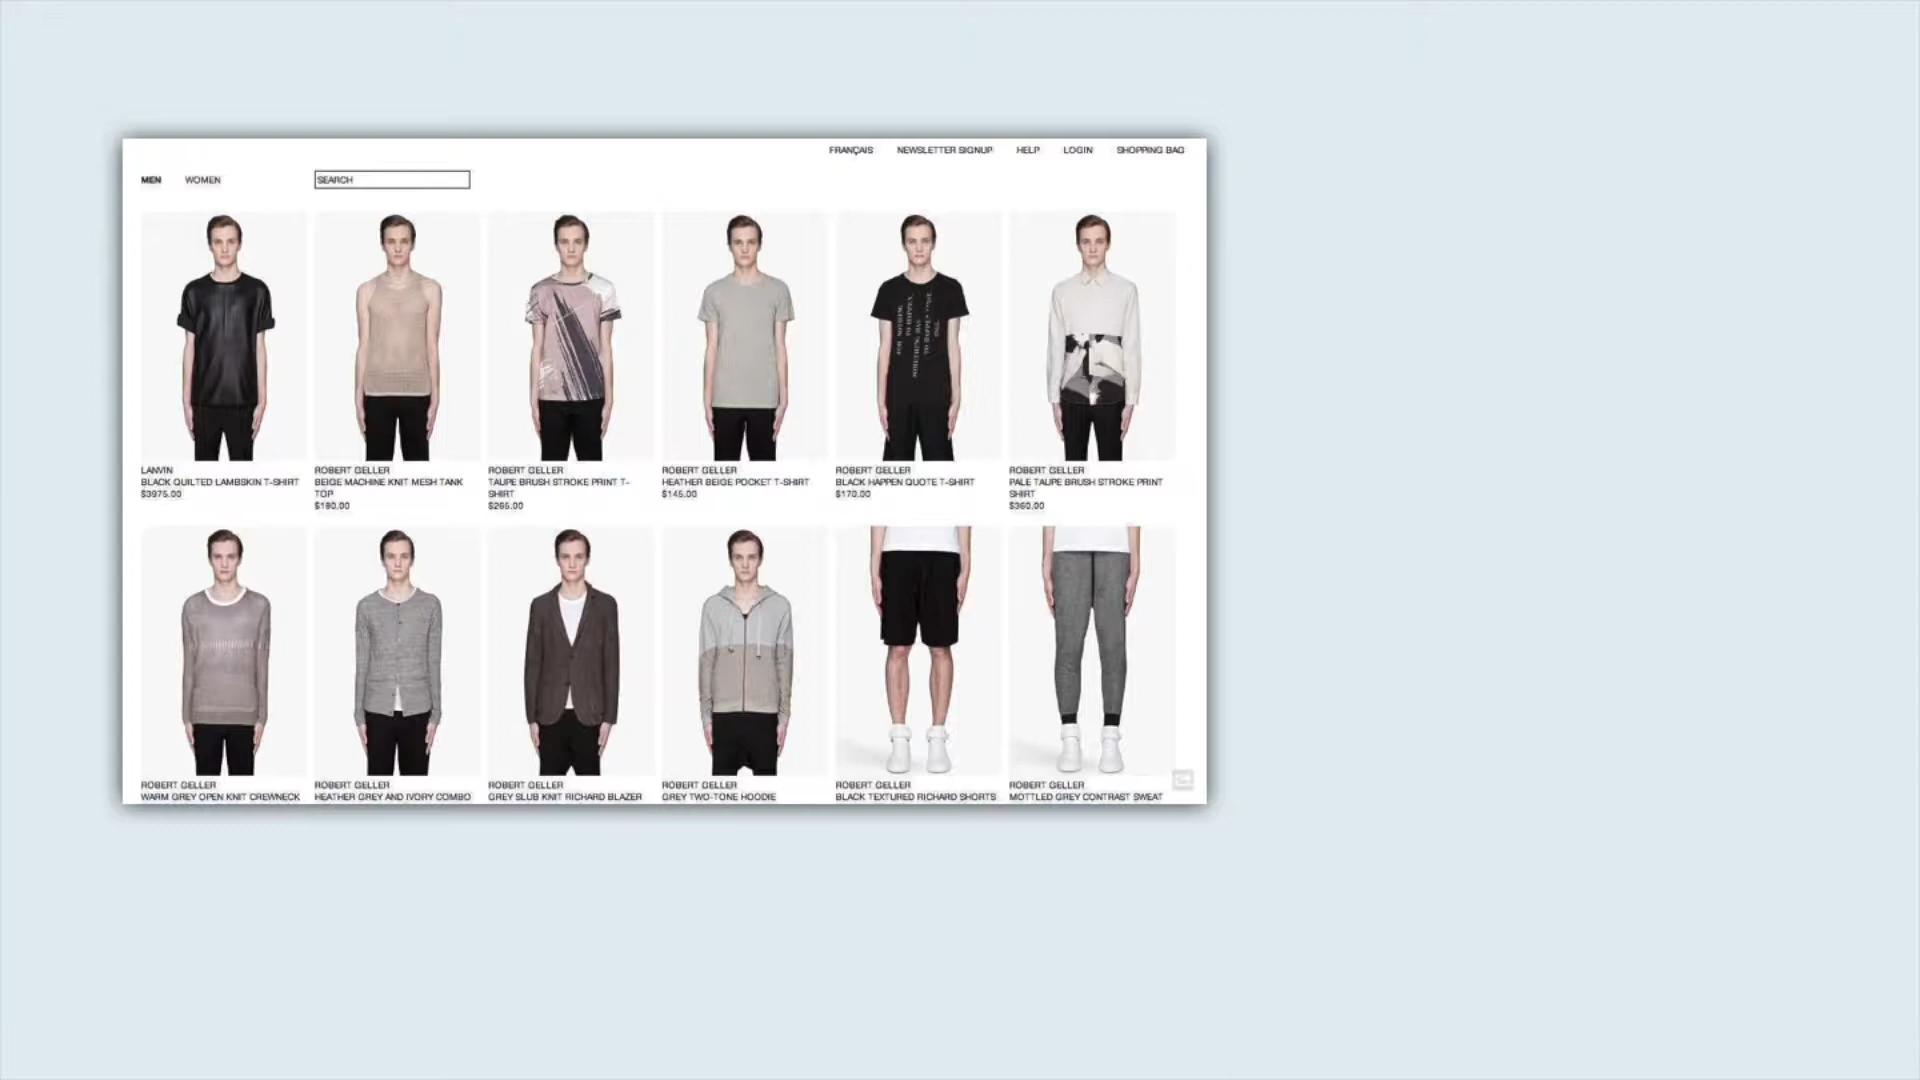 FRANÇAIS NEWSLETTER SIGNUP HELP LOGIN SHOPPING BAG
MEN WOMEN SEARCH
LANVIN
BLACK QUILTED LAMBSKIN T-SHIRT
$3975.00
ROBERT GELLER
BEIGE MACHINE KNIT MESH TANK
TOP
$190.00
ROBERT GELLER
TAUPE BRUSH STROKE PRINT T-
SHIRT
$265.00
ROBERT GELLER
HEATHER BEIGE POCKET T-SHIRT
$145.00
ROBERT GELLER
BLACK HAPPEN QUOTE T-SHIRT
$170.00
ROBERT GELLER
PALE TAUPE BRUSH STROKE PRINT
SHIRT
$360.00
ROBERT GELLER
WARM GREY OPEN KNIT CREWNECK
ROBERT GELLER
HEATHER GREY AND IVORY COMBO
ROBERT GELLER
GREY SLUB KNIT RICHARD BLAZER
ROBERT GELLER
GREY TWO-TONE HOODIE
ROBERT GELLER
BLACK TEXTURED RICHARD SHORTS
ROBERT GELLER
MOTTLED GREY CONTRAST SWEAT